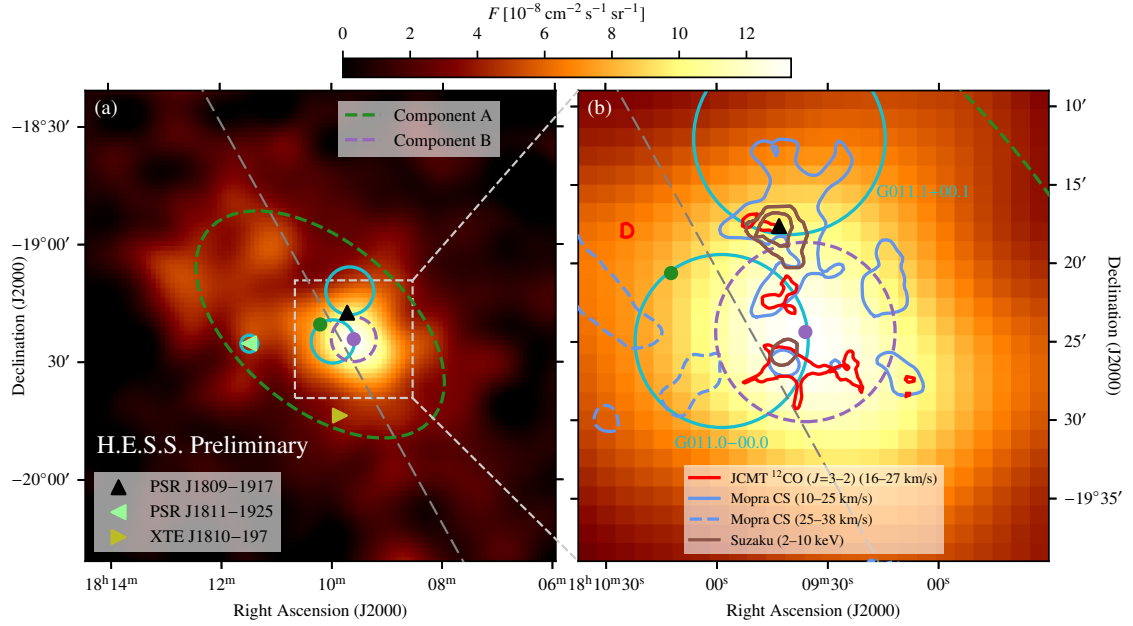 F [10⁻⁸ cm⁻² s⁻¹ sr⁻¹]
0 2 4 6 8 10 12
(a)
Component A
Component B
−18°30′
−19°00′
30′
−20°00′
Declination (J2000)
H.E.S.S. Preliminary
PSR J1809−1917
PSR J1811−1925
XTE J1810−197
18ʰ14ᵐ 12ᵐ 10ᵐ 08ᵐ 06ᵐ
Right Ascension (J2000)
(b)
G011.1+00.1
G011.0−00.0
10′
15′
20′
25′
30′
−19°35′
Declination (J2000)
JCMT ¹²CO (J=3–2) (16–27 km/s)
Mopra CS (10–25 km/s)
Mopra CS (25–38 km/s)
Suzaku (2–10 keV)
18ʰ10ᵐ30ˢ 00ˢ 09ᵐ30ˢ 00ˢ
Right Ascension (J2000)